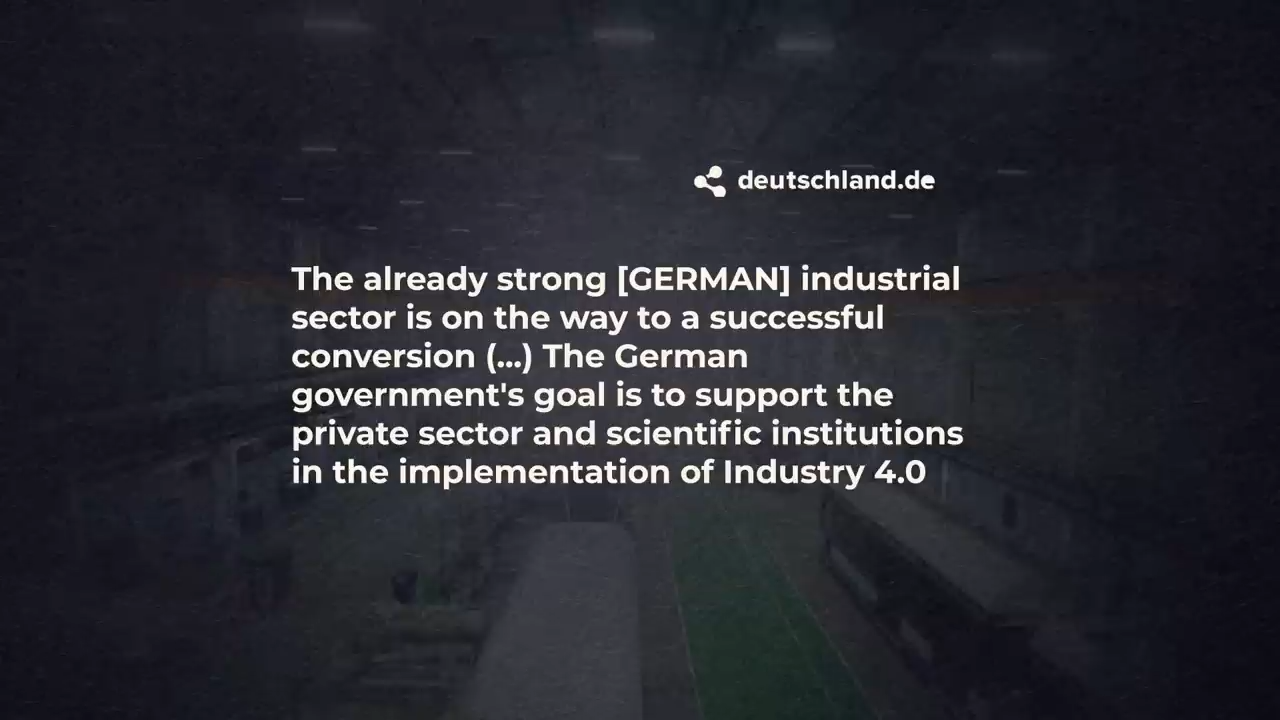 deutschland.de
The already strong [GERMAN] industrial
sector is on the way to a successful
conversion (...) The German
government's goal is to support the
private sector and scientific institutions
in the implementation of Industry 4.0